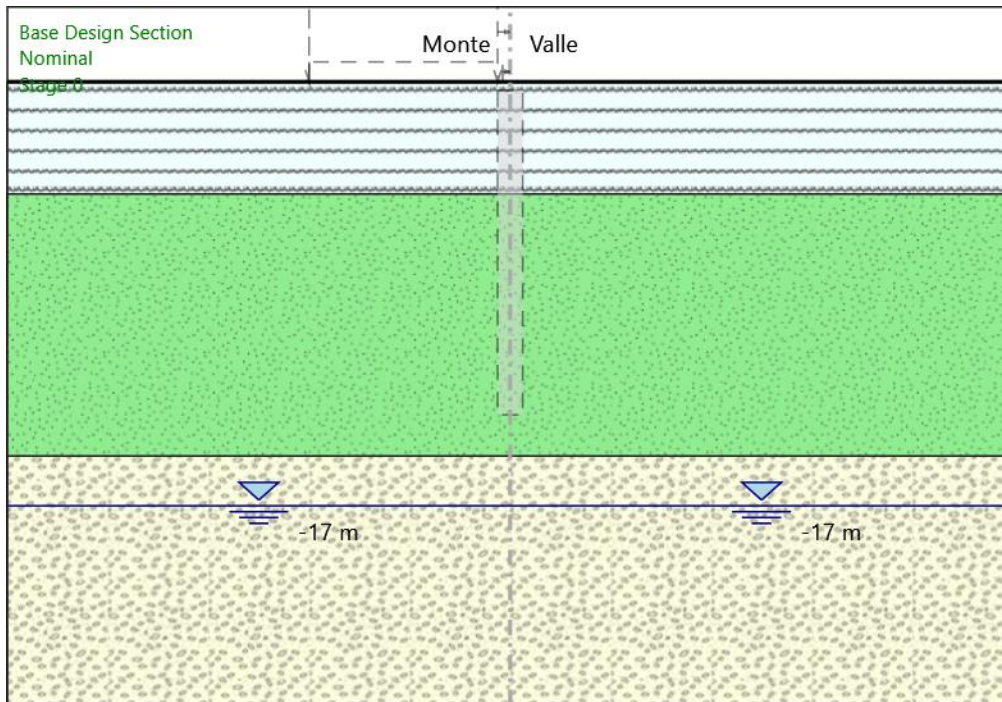 Base Design Section
Nominal
Stage 0
Monte
Valle
-17 m
-17 m